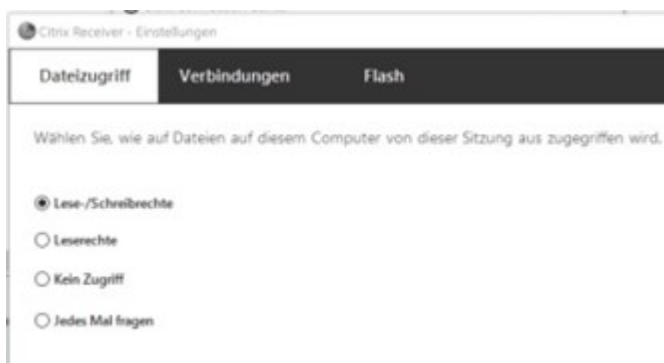 Citrix Receiver - Einstellungen
Dateizugriff Verbindungen Flash
Wählen Sie, wie auf Dateien auf diesem Computer von dieser Sitzung aus zugegriffen wird.
Lese-/Schreibrechte
Leserechte
Kein Zugriff
Jedes Mal fragen